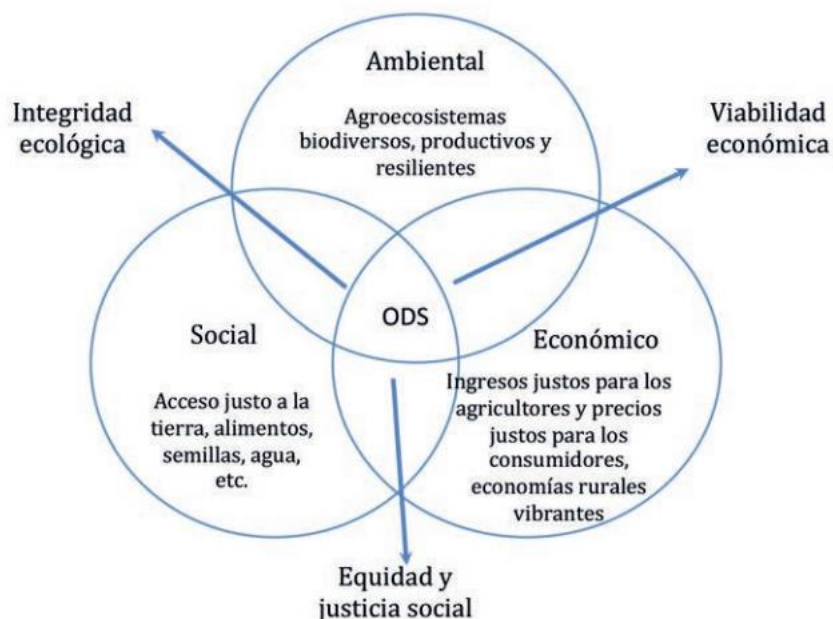 Ambiental
Agroecosistemas
biodiversos, productivos y
resilientes
Integridad
ecológica
Viabilidad
económica
ODS
Social
Acceso justo a la
tierra, alimentos,
semillas, agua,
etc.
Económico
Ingresos justos para los
agricultores y precios
justos para los
consumidores,
economías rurales
vibrantes
Equidad y
justicia social